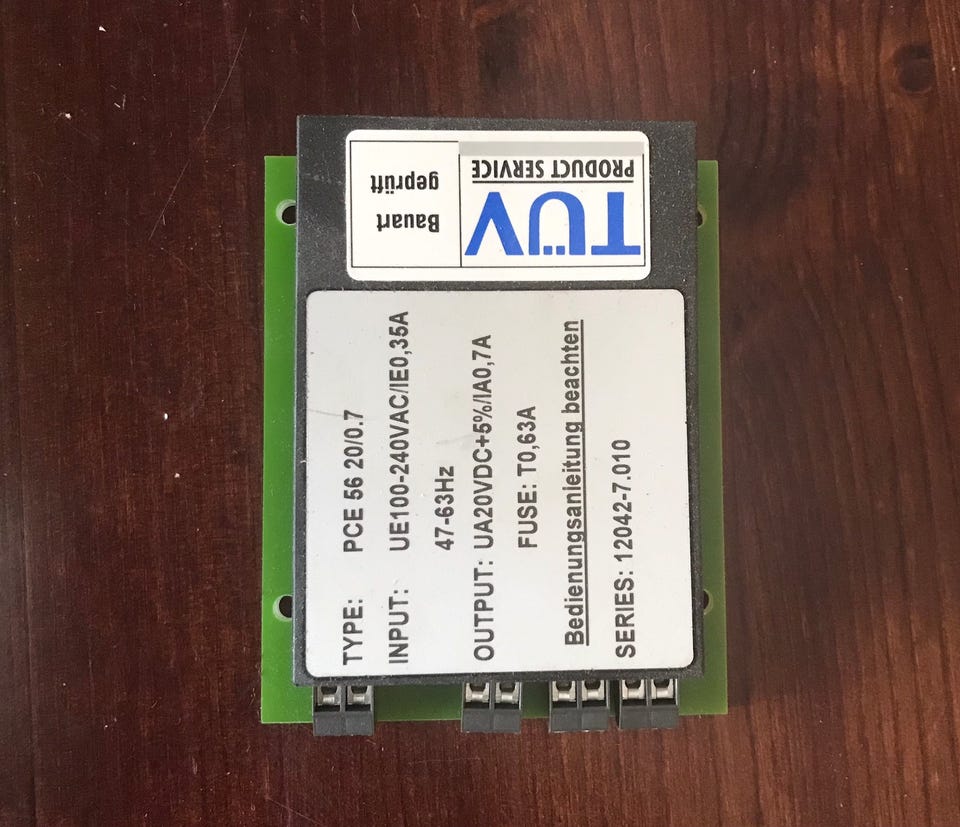 TÜV
PRODUCT SERVICE
Bauart
geprüft
TYPE: PCE 56 20/0.7
INPUT: UE100-240VAC/IE0,35A
47-63Hz
OUTPUT: UA20VDC+5%/IA0,7A
FUSE: T0,63A
Bedienungsanleitung beachten
SERIES: 12042-7.010